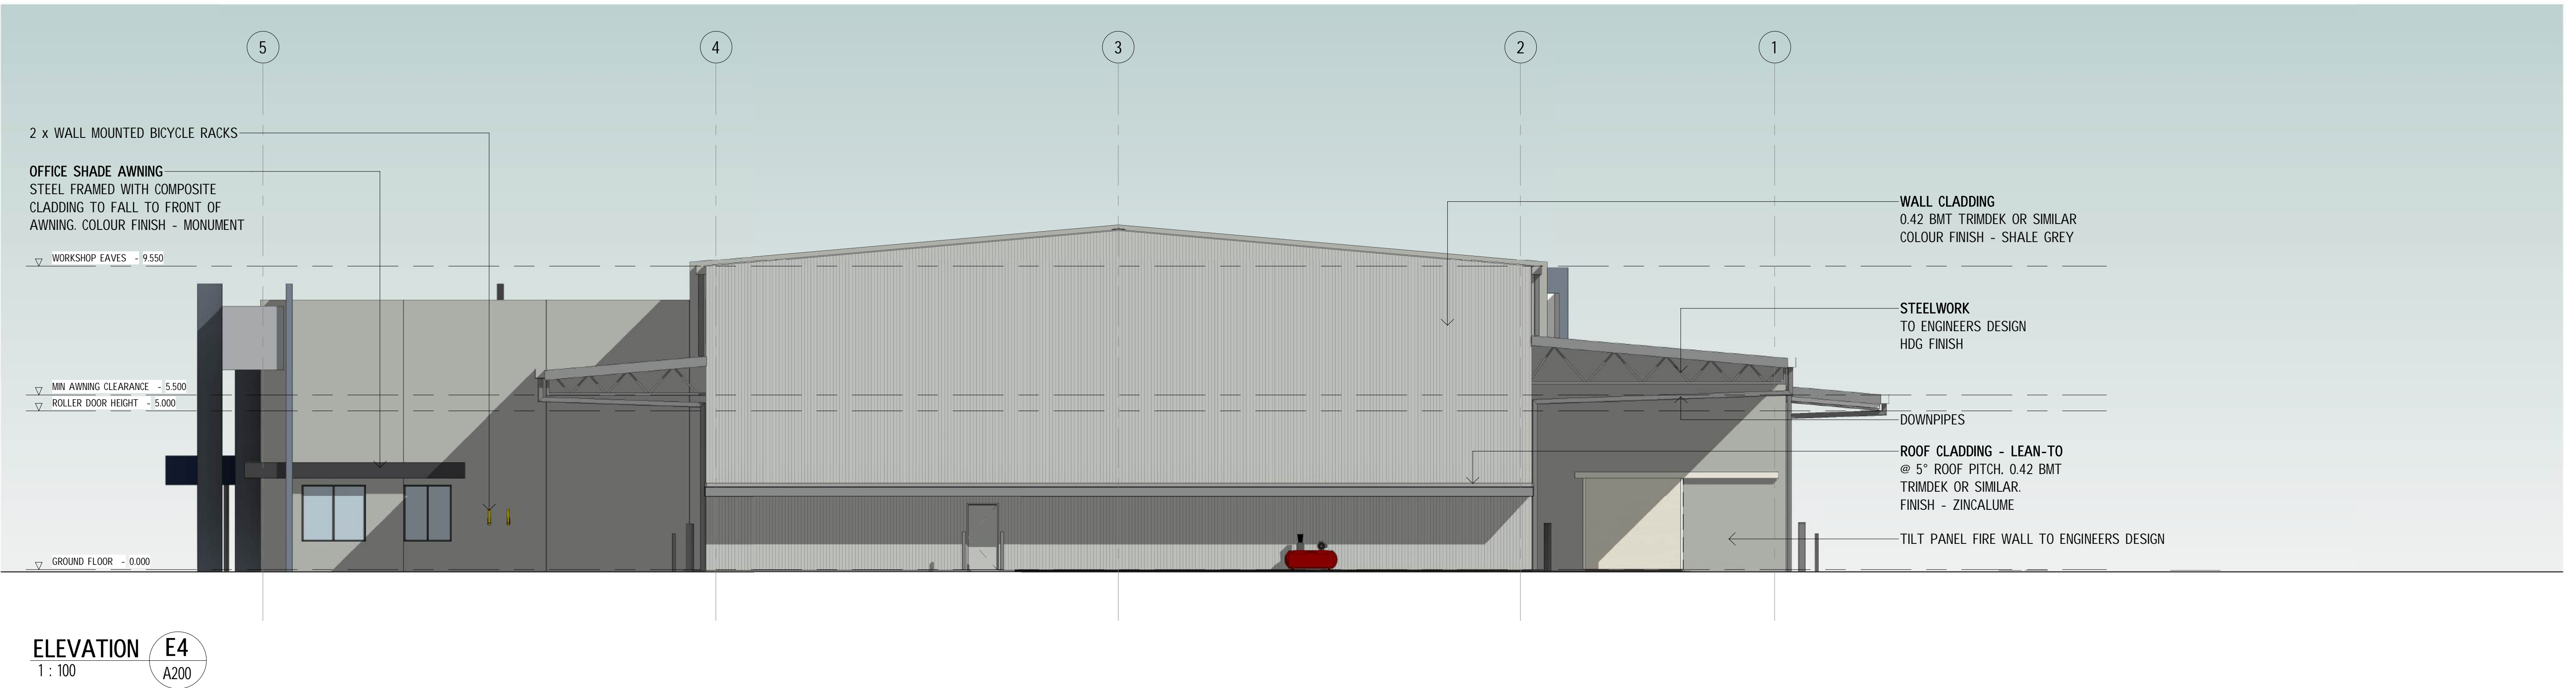 5
4
3
2
1
2 x WALL MOUNTED BICYCLE RACKS
OFFICE SHADE AWNING
STEEL FRAMED WITH COMPOSITE
CLADDING TO FALL TO FRONT OF
AWNING. COLOUR FINISH - MONUMENT
WORKSHOP EAVES - 9.550
MIN AWNING CLEARANCE - 5.500
ROLLER DOOR HEIGHT - 5.000
GROUND FLOOR - 0.000
WALL CLADDING
0.42 BMT TRIMDEK OR SIMILAR
COLOUR FINISH - SHALE GREY
STEELWORK
TO ENGINEERS DESIGN
HDG FINISH
DOWNPIPES
ROOF CLADDING - LEAN-TO
@ 5° ROOF PITCH, 0.42 BMT
TRIMDEK OR SIMILAR.
FINISH - ZINCALUME
TILT PANEL FIRE WALL TO ENGINEERS DESIGN
ELEVATION
1 : 100
E4
A200